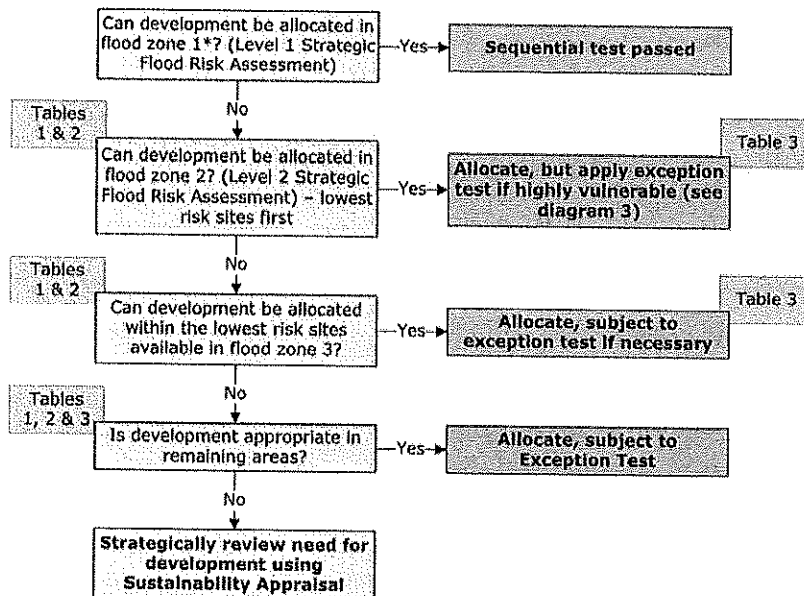 Can development be allocated in
flood zone 1*? (Level 1 Strategic
Flood Risk Assessment)
Yes
Sequential test passed
No
Tables
1 & 2
Can development be allocated in
flood zone 2? (Level 2 Strategic
Flood Risk Assessment) – lowest
risk sites first
Yes
Table 3
Allocate, but apply exception
test if highly vulnerable (see
diagram 3)
No
Tables
1 & 2
Can development be allocated
within the lowest risk sites
available in flood zone 3?
Yes
Table 3
Allocate, subject to
exception test if necessary
No
Tables
1, 2 & 3
Is development appropriate in
remaining areas?
Yes
Allocate, subject to
Exception Test
No
Strategically review need for
development using
Sustainability Appraisal